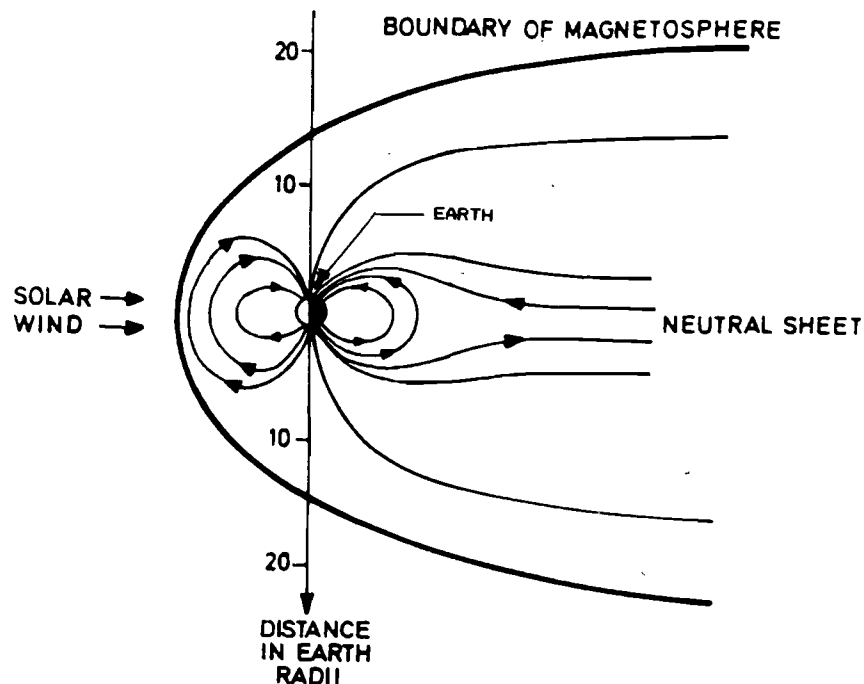 BOUNDARY OF MAGNETOSPHERE
20
10
EARTH
SOLAR
WIND
NEUTRAL SHEET
10
20
DISTANCE
IN EARTH
RADII